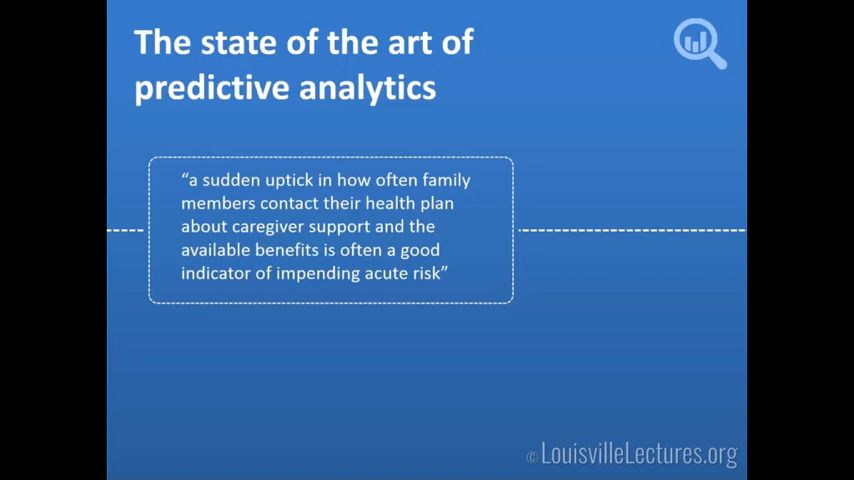 The state of the art of
predictive analytics
“a sudden uptick in how often family
members contact their health plan
about caregiver support and the
available benefits is often a good
indicator of impending acute risk”
© LouisvilleLectures.org